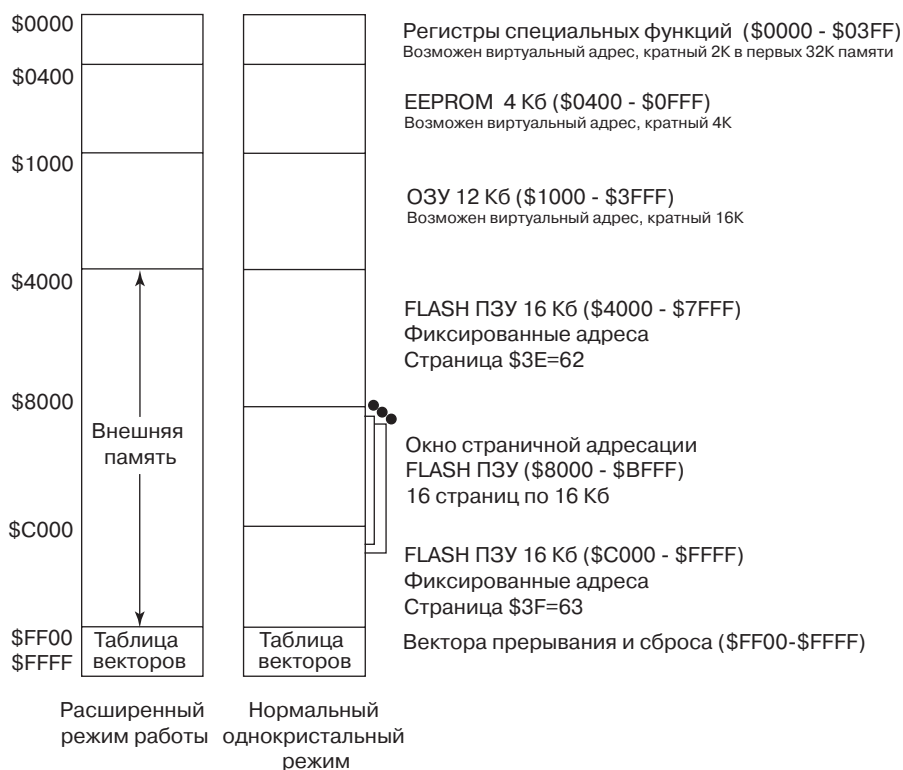 $0000
Регистры специальных функций ($0000 - $03FF)
Возможен виртуальный адрес, кратный 2К в первых 32К памяти
$0400
EEPROM 4 Кб ($0400 - $0FFF)
Возможен виртуальный адрес, кратный 4К
$1000
ОЗУ 12 Кб ($1000 - $3FFF)
Возможен виртуальный адрес, кратный 16К
$4000
FLASH ПЗУ 16 Кб ($4000 - $7FFF)
Фиксированные адреса
Страница $3E=62
$8000
Внешняя
память
Окно страничной адресации
FLASH ПЗУ ($8000 - $BFFF)
16 страниц по 16 Кб
$C000
FLASH ПЗУ 16 Кб ($C000 - $FFFF)
Фиксированные адреса
Страница $3F=63
$FF00
$FFFF
Таблица
векторов
Таблица
векторов
Вектора прерывания и сброса ($FF00-$FFFF)
Расширенный
режим работы
Нормальный
однокристальный
режим